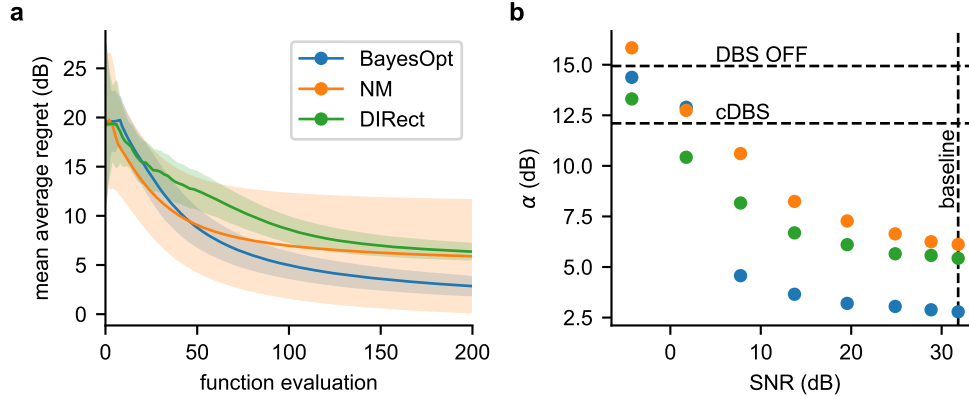 a
mean average regret (dB)
25
20
15
10
5
0
0
50
100
150
200
function evaluation
BayesOpt
NM
DIRect
b
α (dB)
15.0
12.5
10.0
7.5
5.0
2.5
0
10
20
30
SNR (dB)
DBS OFF
cDBS
baseline